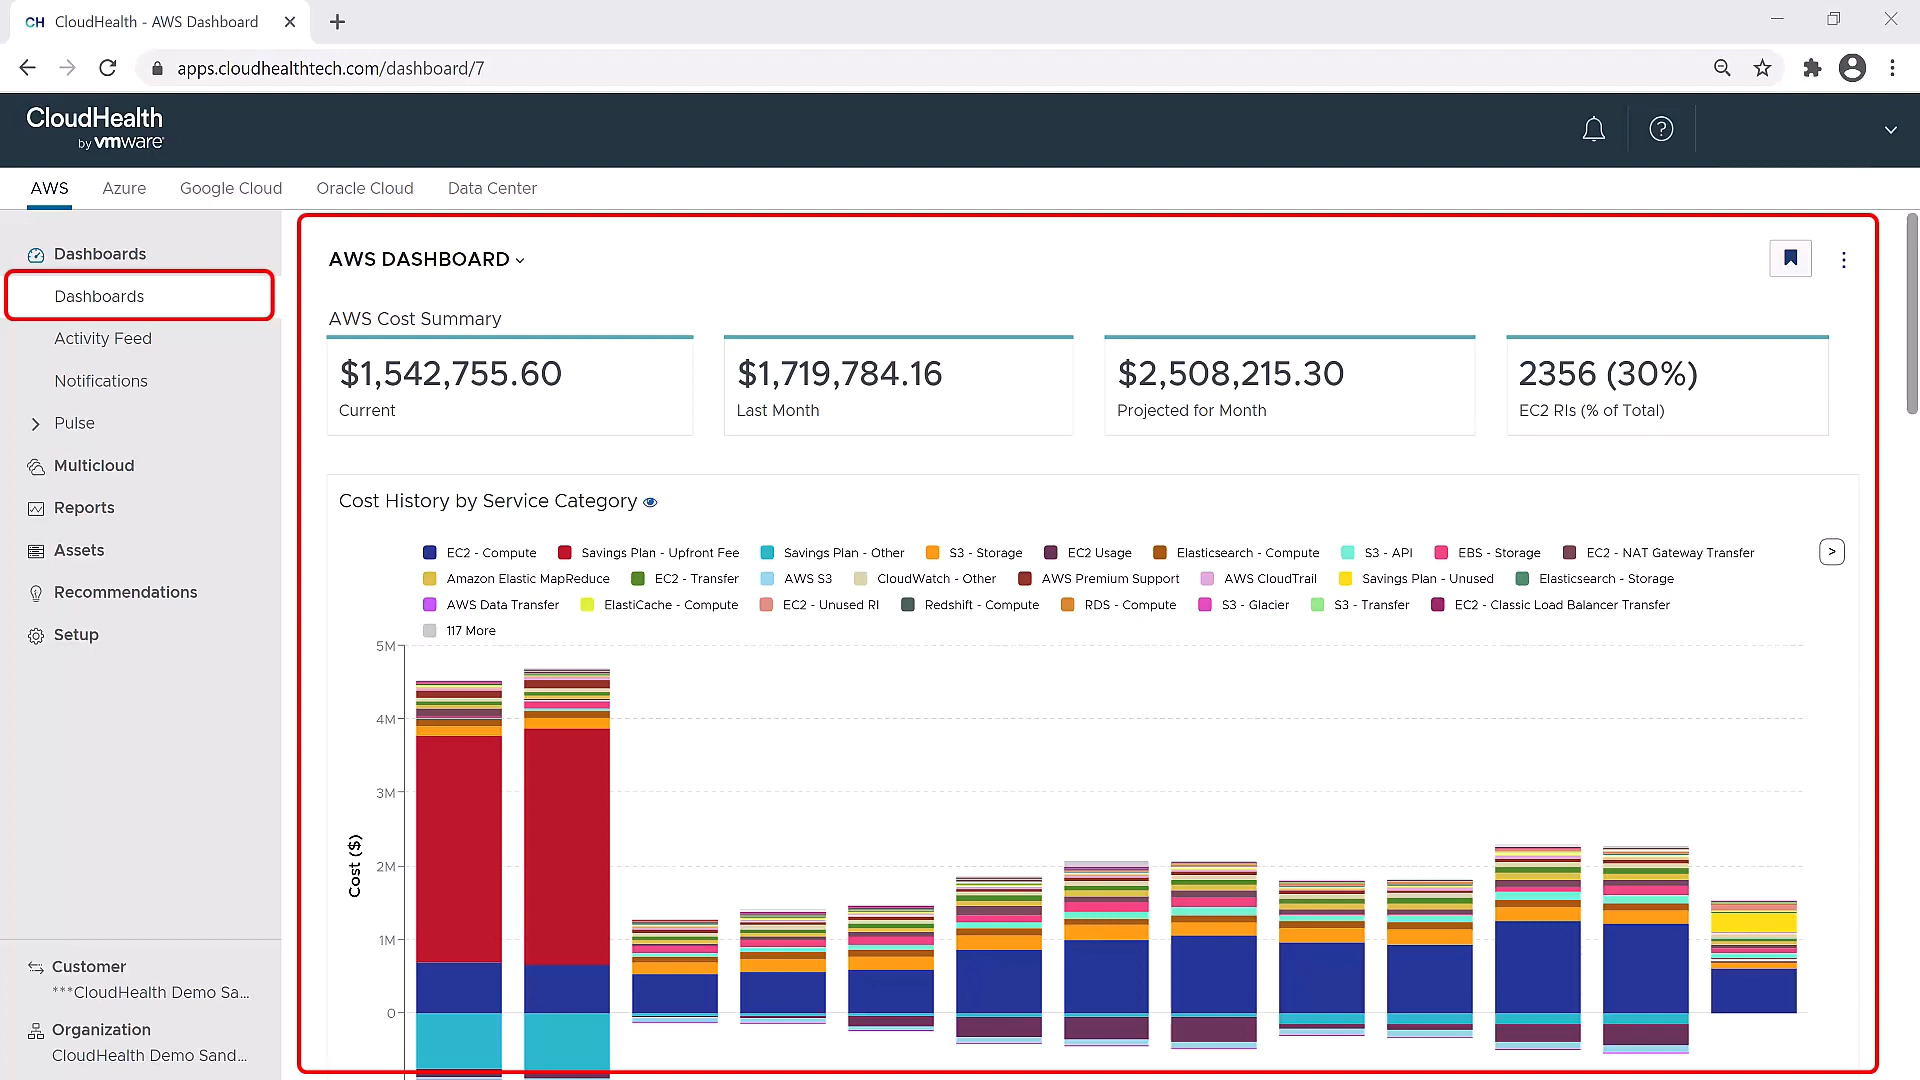 CH CloudHealth - AWS Dashboard
apps.cloudhealthtech.com/dashboard/7
CloudHealth
by vmware
AWS Azure Google Cloud Oracle Cloud Data Center
Dashboards
Dashboards
Activity Feed
Notifications
Pulse
Multicloud
Reports
Assets
Recommendations
Setup
Customer
***CloudHealth Demo Sa...
Organization
CloudHealth Demo Sand...
AWS DASHBOARD
AWS Cost Summary
$1,542,755.60
Current
$1,719,784.16
Last Month
$2,508,215.30
Projected for Month
2356 (30%)
EC2 RIs (% of Total)
Cost History by Service Category
EC2 - Compute Savings Plan - Upfront Fee Savings Plan - Other S3 - Storage EC2 Usage Elasticsearch - Compute S3 - API EBS - Storage EC2 - NAT Gateway Transfer
Amazon Elastic MapReduce EC2 - Transfer AWS S3 CloudWatch - Other AWS Premium Support AWS CloudTrail Savings Plan - Unused Elasticsearch - Storage
AWS Data Transfer ElastiCache - Compute EC2 - Unused RI Redshift - Compute RDS - Compute S3 - Glacier S3 - Transfer EC2 - Classic Load Balancer Transfer
117 More
5M
4M
3M
2M
1M
0
Cost ($)